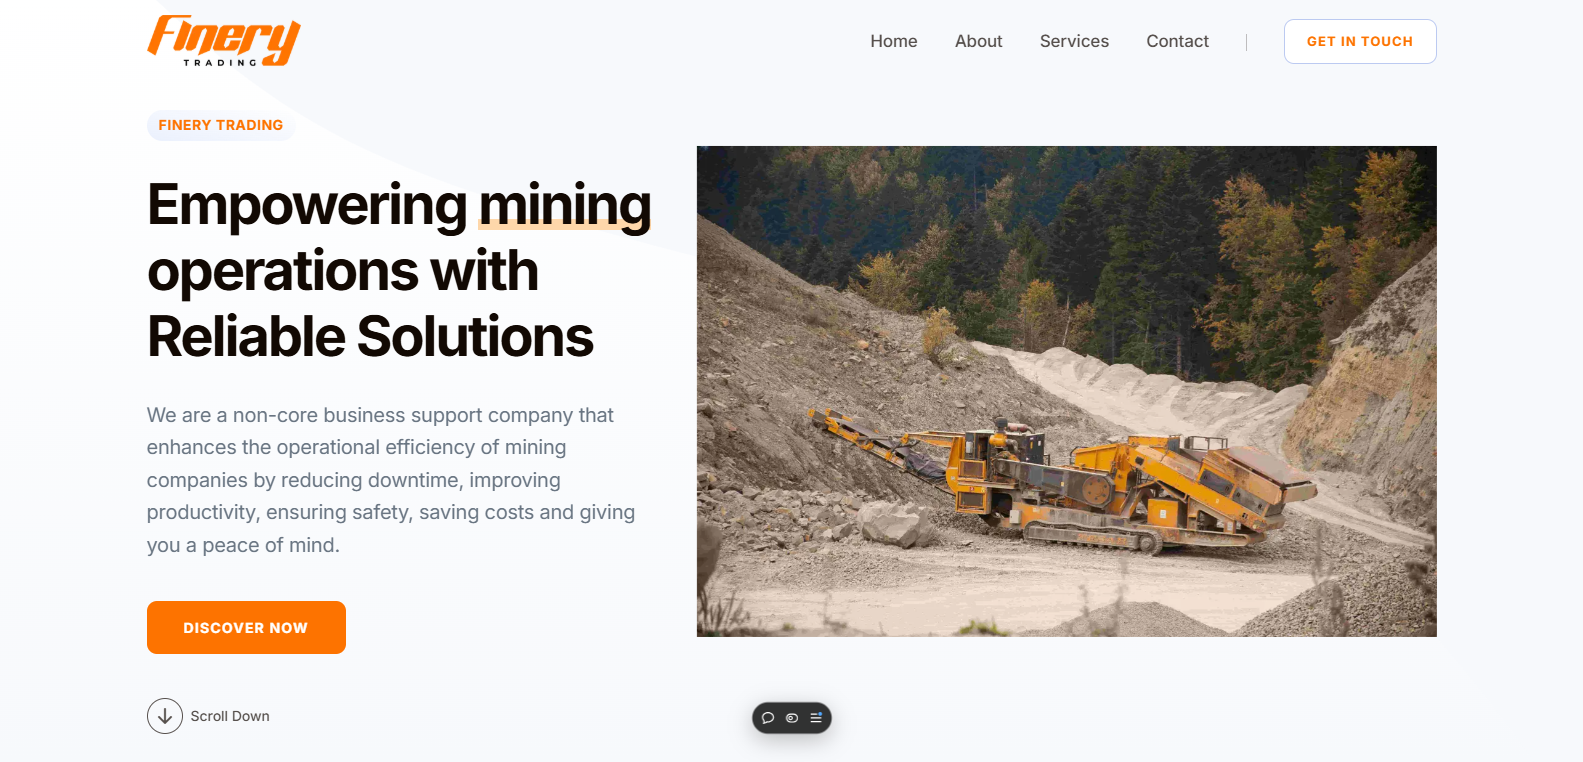 Finery
TRADING
Home
About
Services
Contact
GET IN TOUCH
FINERY TRADING
Empowering mining
operations with
Reliable Solutions
We are a non-core business support company that
enhances the operational efficiency of mining
companies by reducing downtime, improving
productivity, ensuring safety, saving costs and giving
you a peace of mind.
DISCOVER NOW
Scroll Down